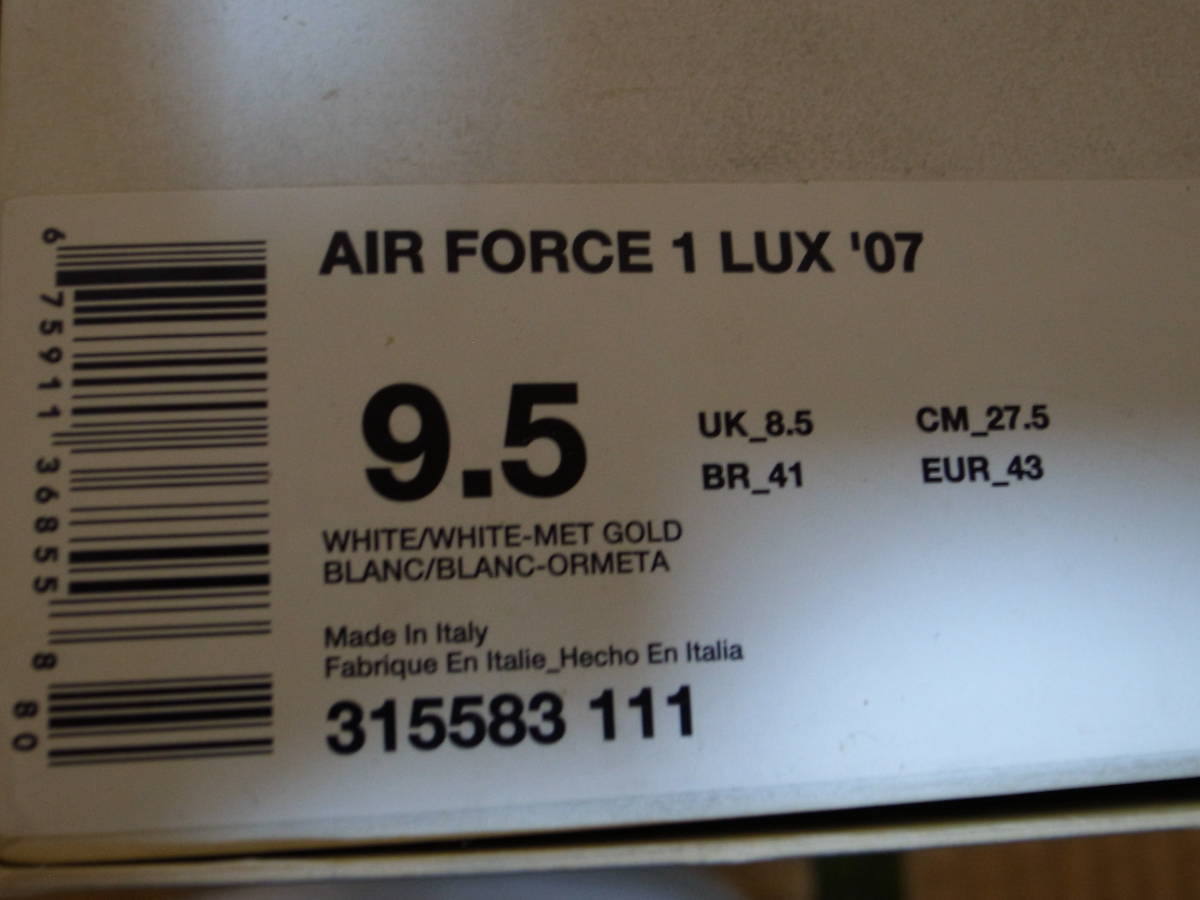 AIR FORCE 1 LUX '07
9.5
UK_8.5
CM_27.5
BR_41
EUR_43
WHITE/WHITE-MET GOLD
BLANC/BLANC-ORMETA
Made In Italy
Fabrique En Italie_Hecho En Italia
315583 111
6 75911 36855 8
80